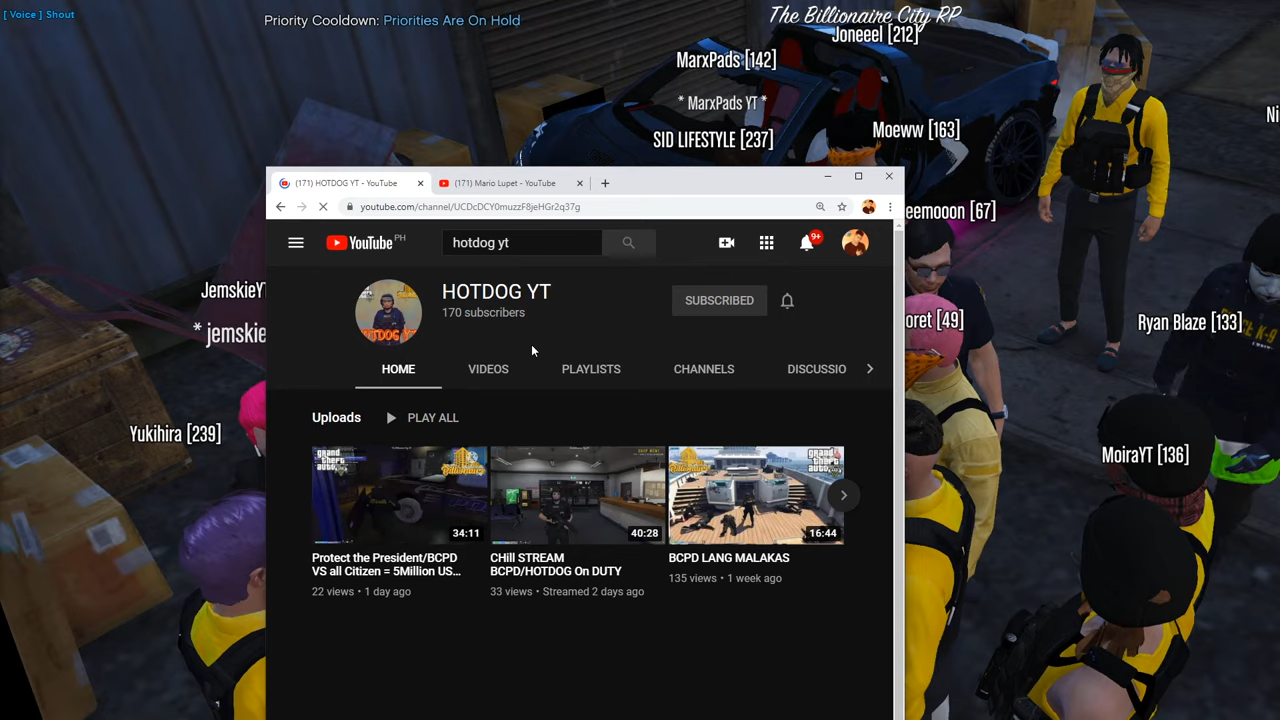 [ Voice ] Shout
Priority Cooldown: Priorities Are On Hold
The Billionaire City RP
Joneeel [212]
MarxPads [142]
* MarxPads YT *
SID LIFESTYLE [237]
Moeww [163]
(171) HOTDOG YT - YouTube
(171) Mario Lupet - YouTube
youtube.com/channel/UCDcDCY0muzzF8jeHGr2q37g
eemooon [67]
YouTube PH
hotdog yt
9+
HOTDOG YT
170 subscribers
SUBSCRIBED
JemskieYT
* jemskie
oret [49]
Ryan Blaze [133]
HOME
VIDEOS
PLAYLISTS
CHANNELS
DISCUSSIO
Uploads
PLAY ALL
Yukihira [239]
MoiraYT [136]
34:11
40:28
16:44
Protect the President/BCPD
VS all Citizen = 5Million US...
22 views • 1 day ago
CHill STREAM
BCPD/HOTDOG On DUTY
33 views • Streamed 2 days ago
BCPD LANG MALAKAS
135 views • 1 week ago